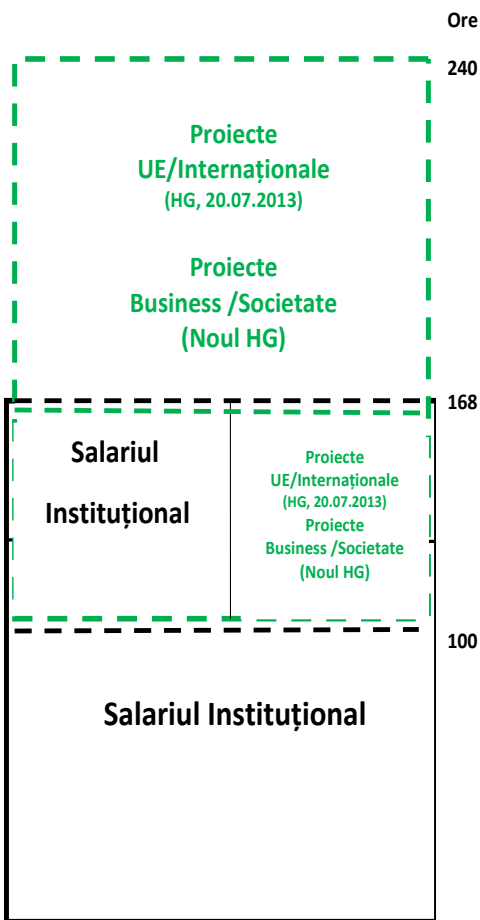 Ore
240
Proiecte
UE/Internaționale
(HG, 20.07.2013)
Proiecte
Business /Societate
(Noul HG)
168
Salariul
Instituțional
Proiecte
UE/Internaționale
(HG, 20.07.2013)
Proiecte
Business /Societate
(Noul HG)
100
Salariul Instituțional